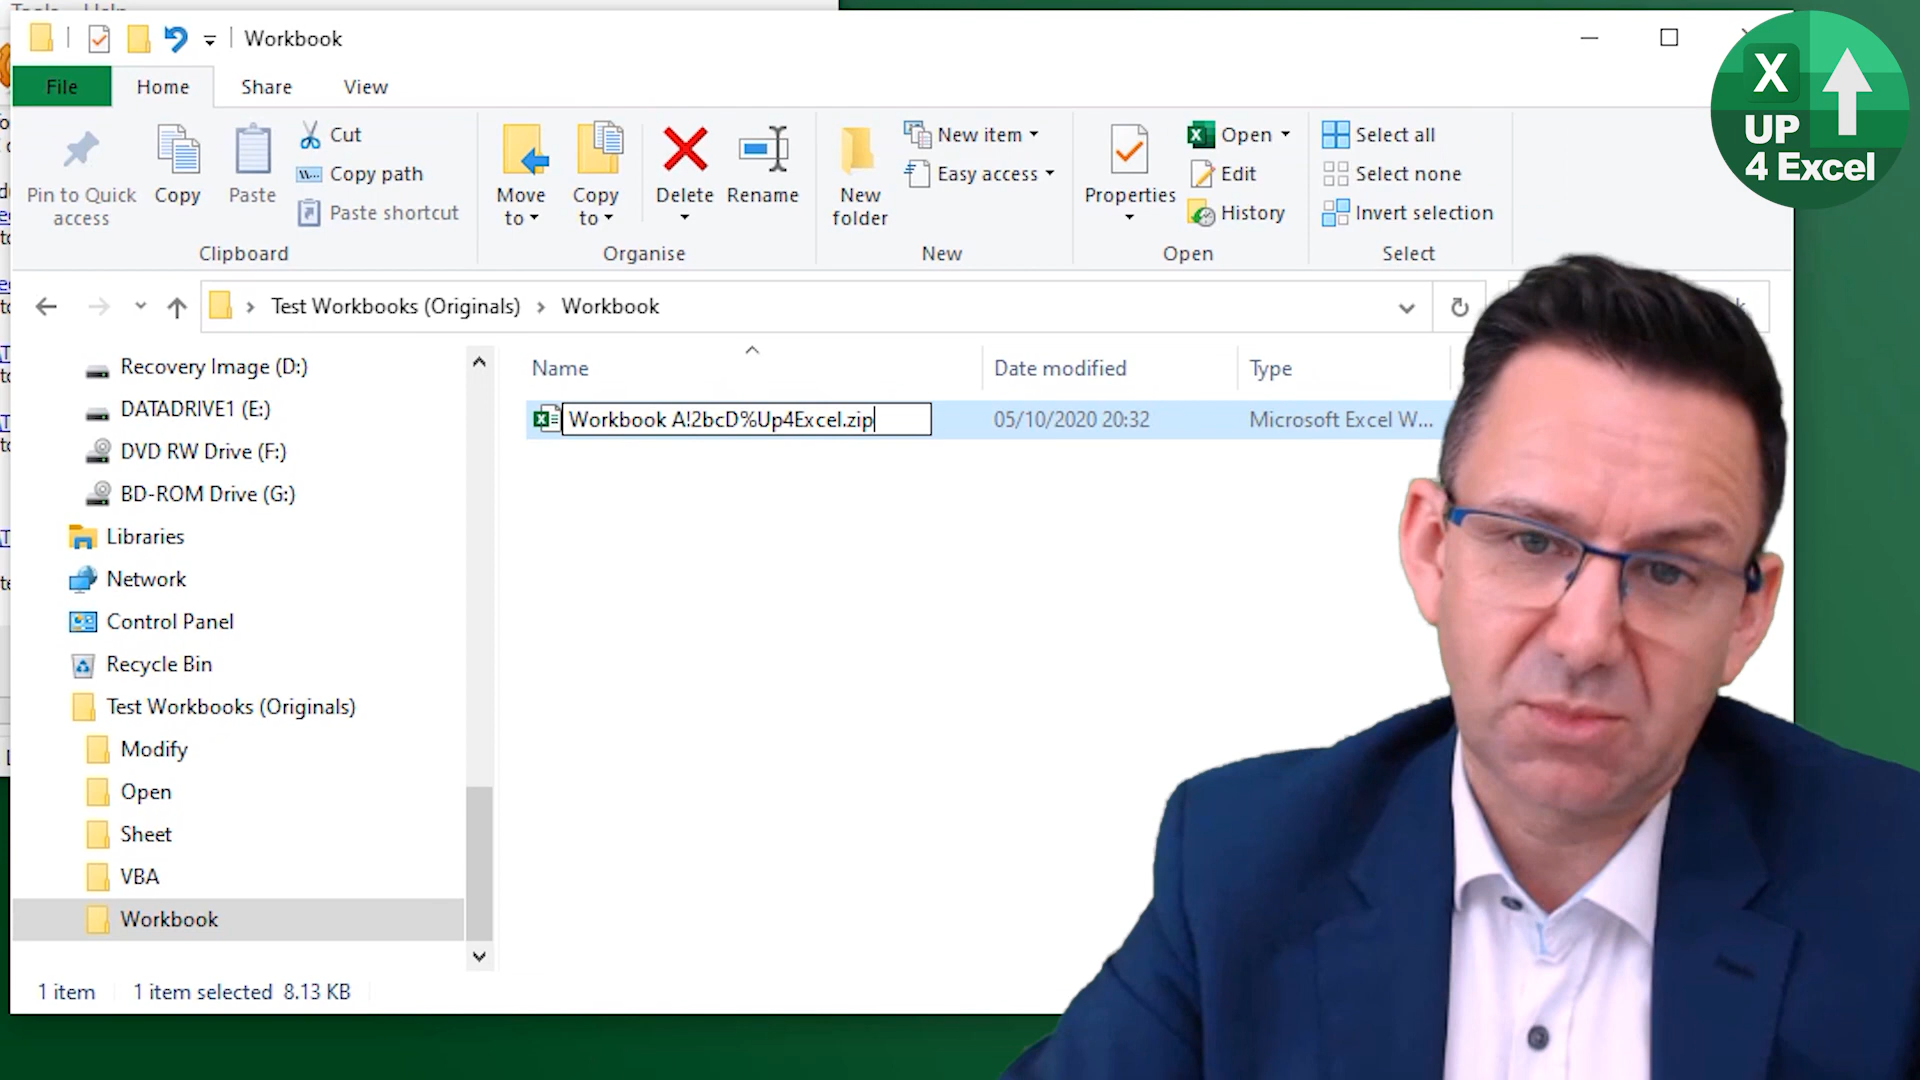 Tools Help
Workbook
File Home Share View
Pin to Quick access
Copy
Paste
Cut
Copy path
Paste shortcut
Clipboard
Move to
Copy to
Delete
Rename
Organise
New folder
New item
Easy access
New
Properties
Open
Edit
History
Open
Select all
Select none
Invert selection
Select
X
UP
4 Excel
Test Workbooks (Originals) Workbook
Recovery Image (D:)
DATADRIVE1 (E:)
DVD RW Drive (F:)
BD-ROM Drive (G:)
Libraries
Network
Control Panel
Recycle Bin
Test Workbooks (Originals)
Modify
Open
Sheet
VBA
Workbook
Name Date modified Type
Workbook A!2bcD%Up4Excel.zip 05/10/2020 20:32 Microsoft Excel W...
1 item 1 item selected 8.13 KB